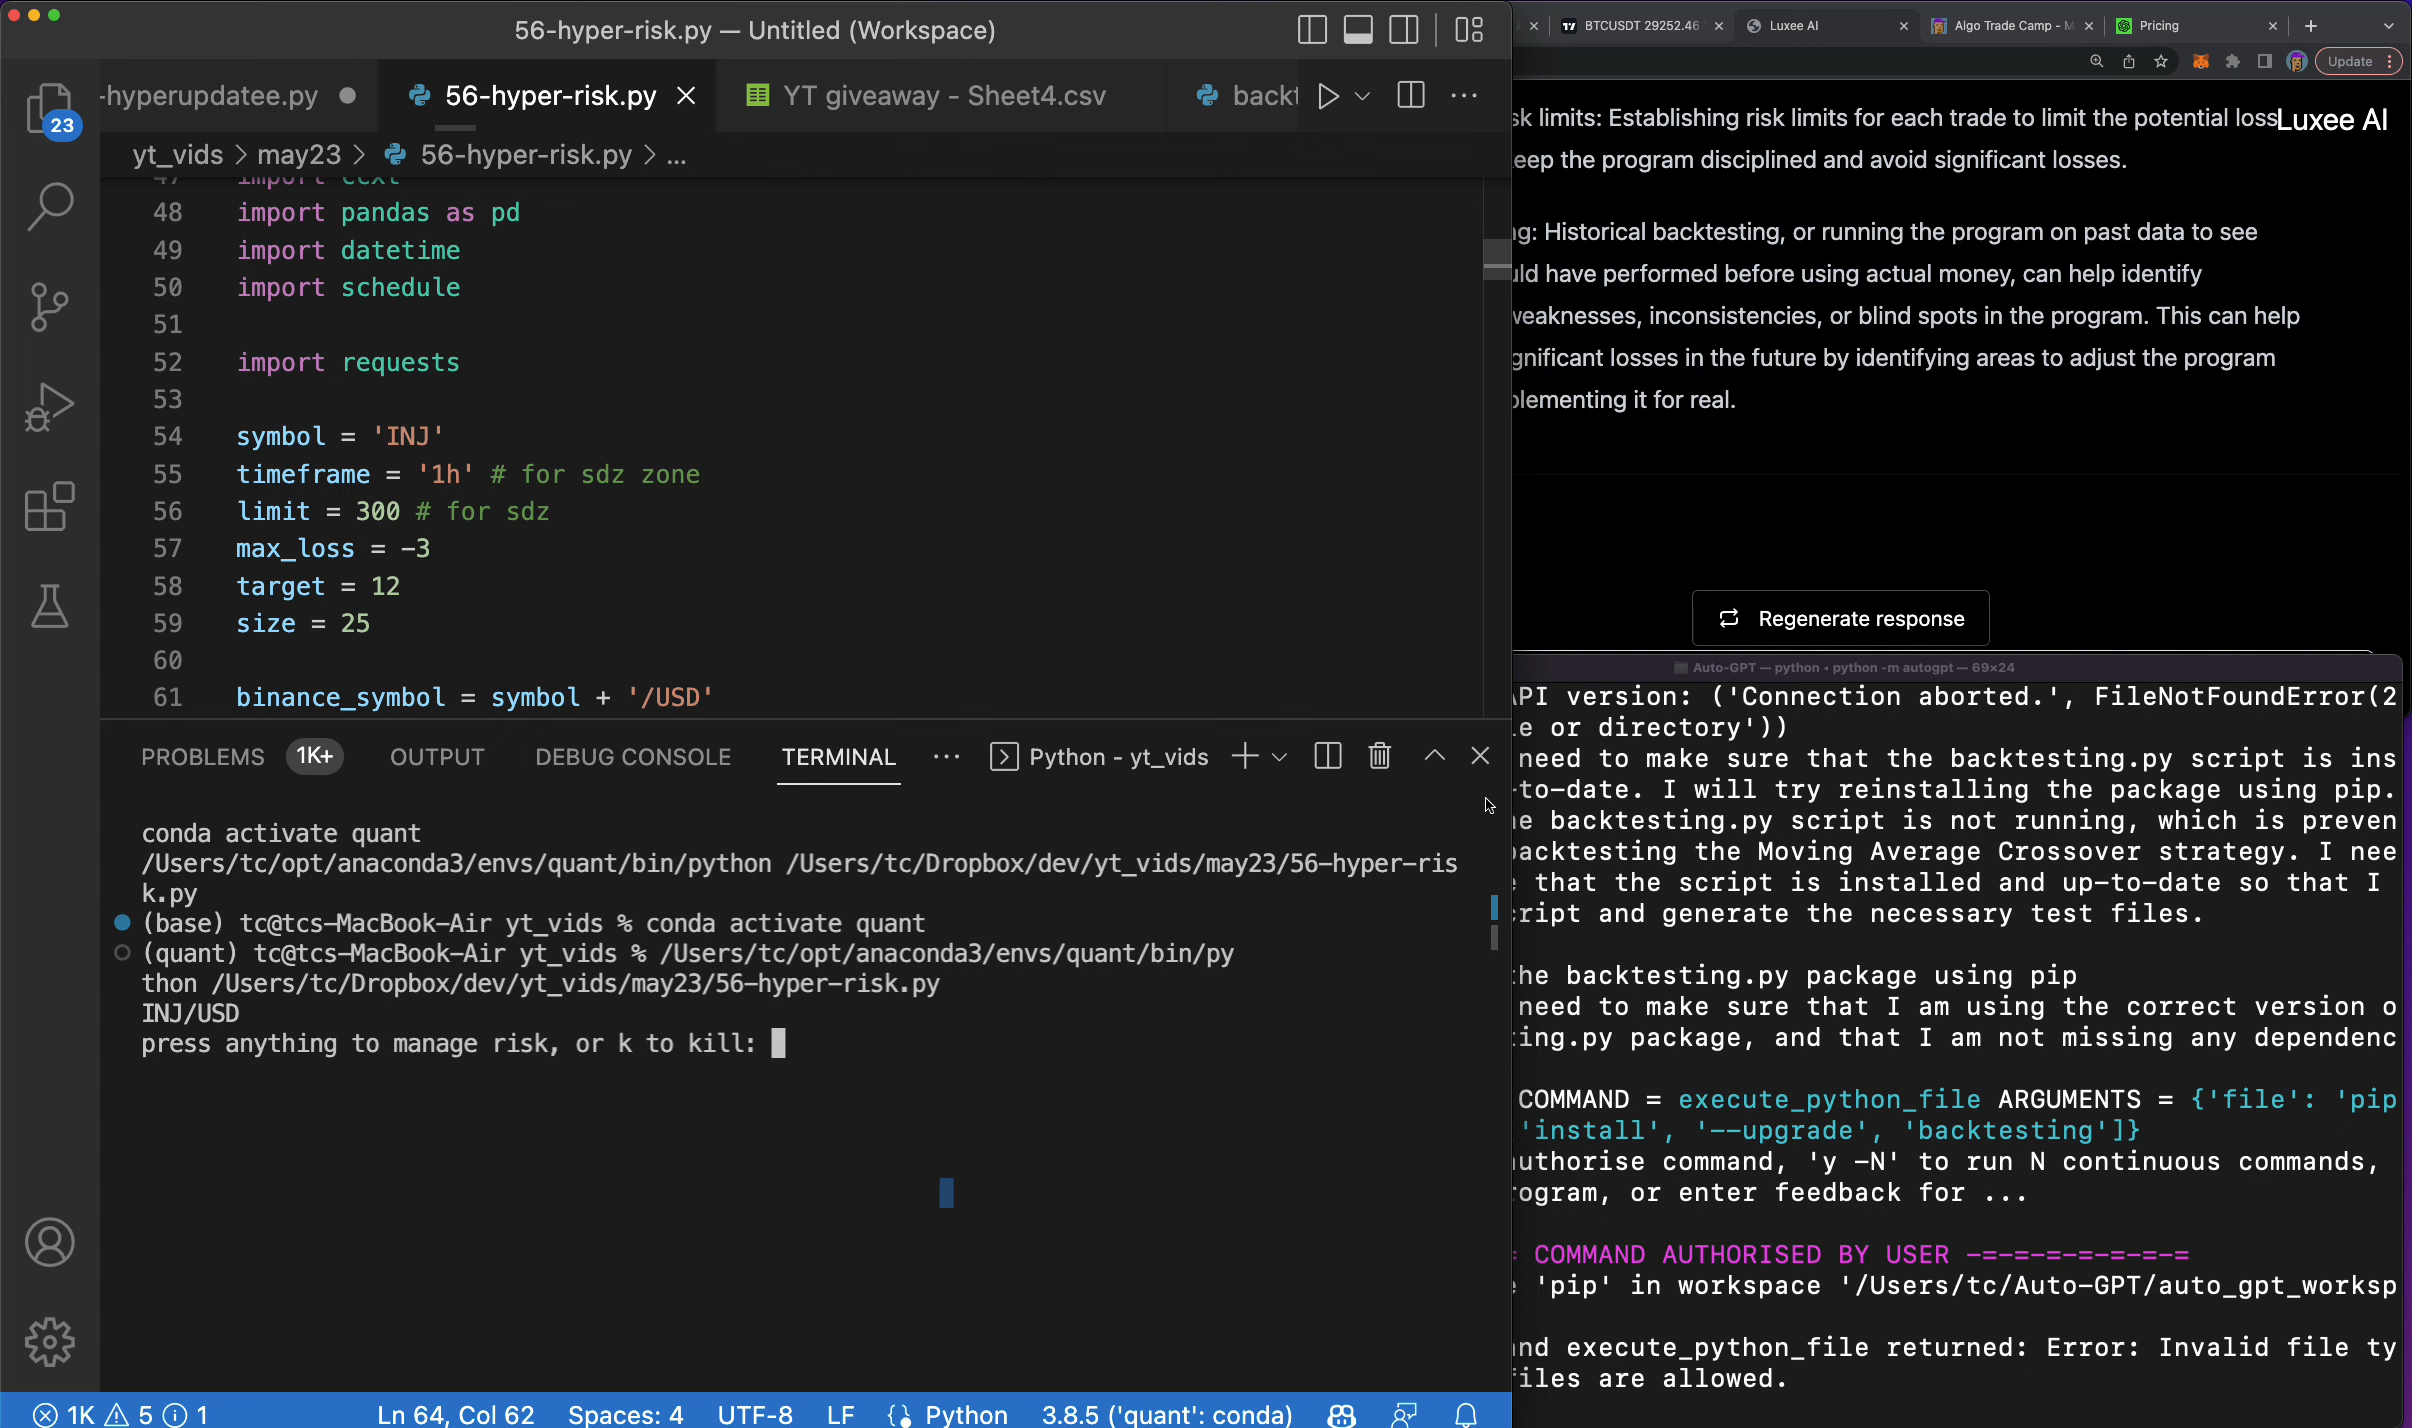 56-hyper-risk.py — Untitled (Workspace)
-hyperupdatee.py
56-hyper-risk.py
YT giveaway - Sheet4.csv
backt
yt_vids > may23 > 56-hyper-risk.py > ...
47 import ccxt
48 import pandas as pd
49 import datetime
50 import schedule
51
52 import requests
53
54 symbol = 'INJ'
55 timeframe = '1h' # for sdz zone
56 limit = 300 # for sdz
57 max_loss = -3
58 target = 12
59 size = 25
60
61 binance_symbol = symbol + '/USD'
23
PROBLEMS 1K+ OUTPUT DEBUG CONSOLE TERMINAL ··· Python - yt_vids
conda activate quant
/Users/tc/opt/anaconda3/envs/quant/bin/python /Users/tc/Dropbox/dev/yt_vids/may23/56-hyper-ris
k.py
(base) tc@tcs-MacBook-Air yt_vids % conda activate quant
(quant) tc@tcs-MacBook-Air yt_vids % /Users/tc/opt/anaconda3/envs/quant/bin/py
thon /Users/tc/Dropbox/dev/yt_vids/may23/56-hyper-risk.py
INJ/USD
press anything to manage risk, or k to kill:
1K 5 1 Ln 64, Col 62 Spaces: 4 UTF-8 LF Python 3.8.5 ('quant': conda)
BTCUSDT 29252.46
Luxee AI
Algo Trade Camp - M
Pricing
Update
sk limits: Establishing risk limits for each trade to limit the potential loss
Luxee AI
eep the program disciplined and avoid significant losses.
ng: Historical backtesting, or running the program on past data to see
uld have performed before using actual money, can help identify
weaknesses, inconsistencies, or blind spots in the program. This can help
gnificant losses in the future by identifying areas to adjust the program
plementing it for real.
Regenerate response
Auto-GPT — python ◂ python -m autogpt — 69×24
API version: ('Connection aborted.', FileNotFoundError(2
e or directory'))
need to make sure that the backtesting.py script is ins
-to-date. I will try reinstalling the package using pip.
he backtesting.py script is not running, which is preven
backtesting the Moving Average Crossover strategy. I nee
e that the script is installed and up-to-date so that I
cript and generate the necessary test files.
the backtesting.py package using pip
need to make sure that I am using the correct version o
ting.py package, and that I am not missing any dependenc
COMMAND = execute_python_file ARGUMENTS = {'file': 'pip
'install', '--upgrade', 'backtesting']}
authorise command, 'y -N' to run N continuous commands,
rogram, or enter feedback for ...
= COMMAND AUTHORISED BY USER -=-=-=-=-=-=-=
e 'pip' in workspace '/Users/tc/Auto-GPT/auto_gpt_worksp
and execute_python_file returned: Error: Invalid file ty
files are allowed.